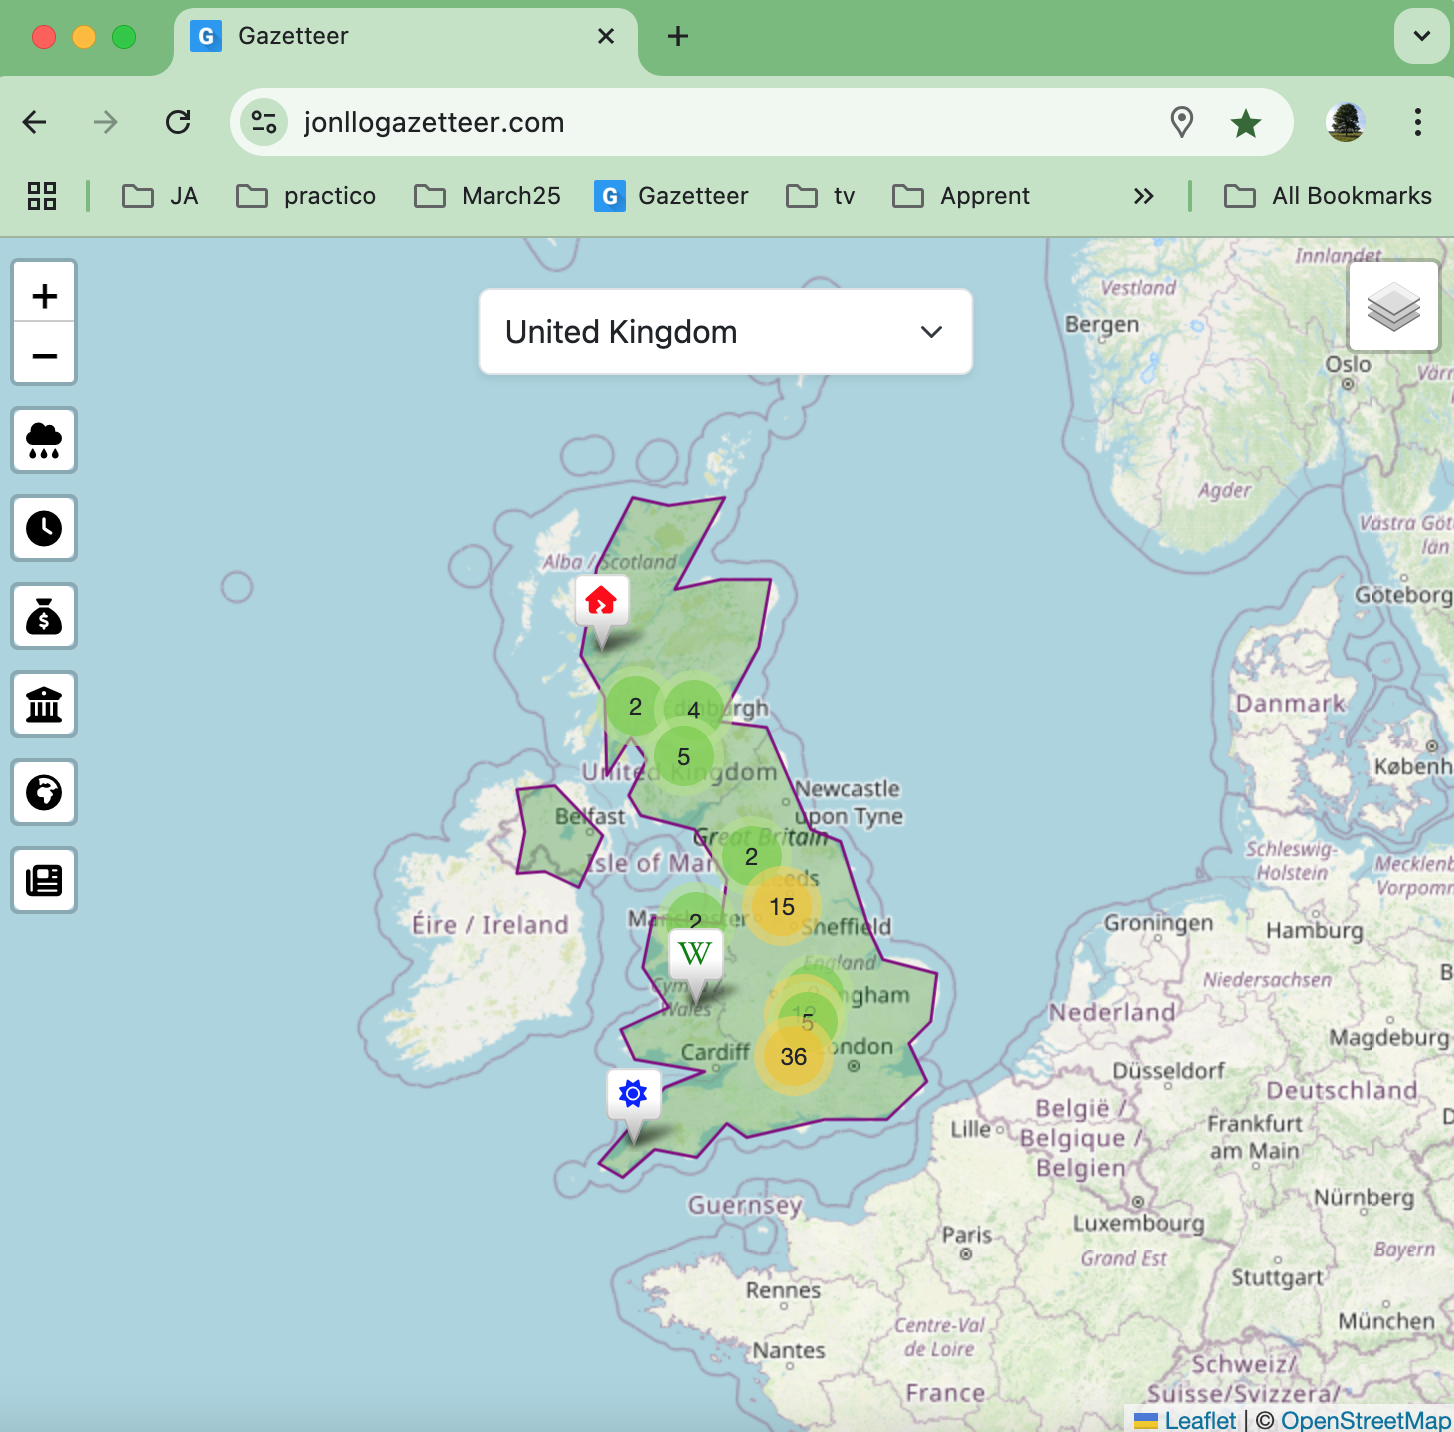 G Gazetteer
jonllogazetteer.com
JA
practico
March25
G Gazetteer
tv
Apprent
All Bookmarks
+
−
United Kingdom
Innlandet
Vestland
Bergen
Oslo
Agder
Västra Göt
län
Göteborg
Alba / Scotland
$
2
4
5
United Kingdom
Newcastle
upon Tyne
Belfast
Great Britain
2
Isle of Man
Danmark
Københ
Schleswig-
Holstein
Mecklenb
Vorpomm
15
Manchester
2
Sheffield
Éire / Ireland
Groningen
Hamburg
W
England
Wales
Niedersachsen
Nederland
Magdeburg
5
36
Cardiff
London
Düsseldorf
Deutschland
België /
Belgique /
Belgien
Lille
Frankfurt
am Main
Guernsey
Nürnberg
Luxembourg
Paris
Grand Est
Bayern
Stuttgart
Rennes
München
Centre-Val
de Loire
Nantes
France
Schweiz/
Suisse/Svizzera/
Leaflet | © OpenStreetMap